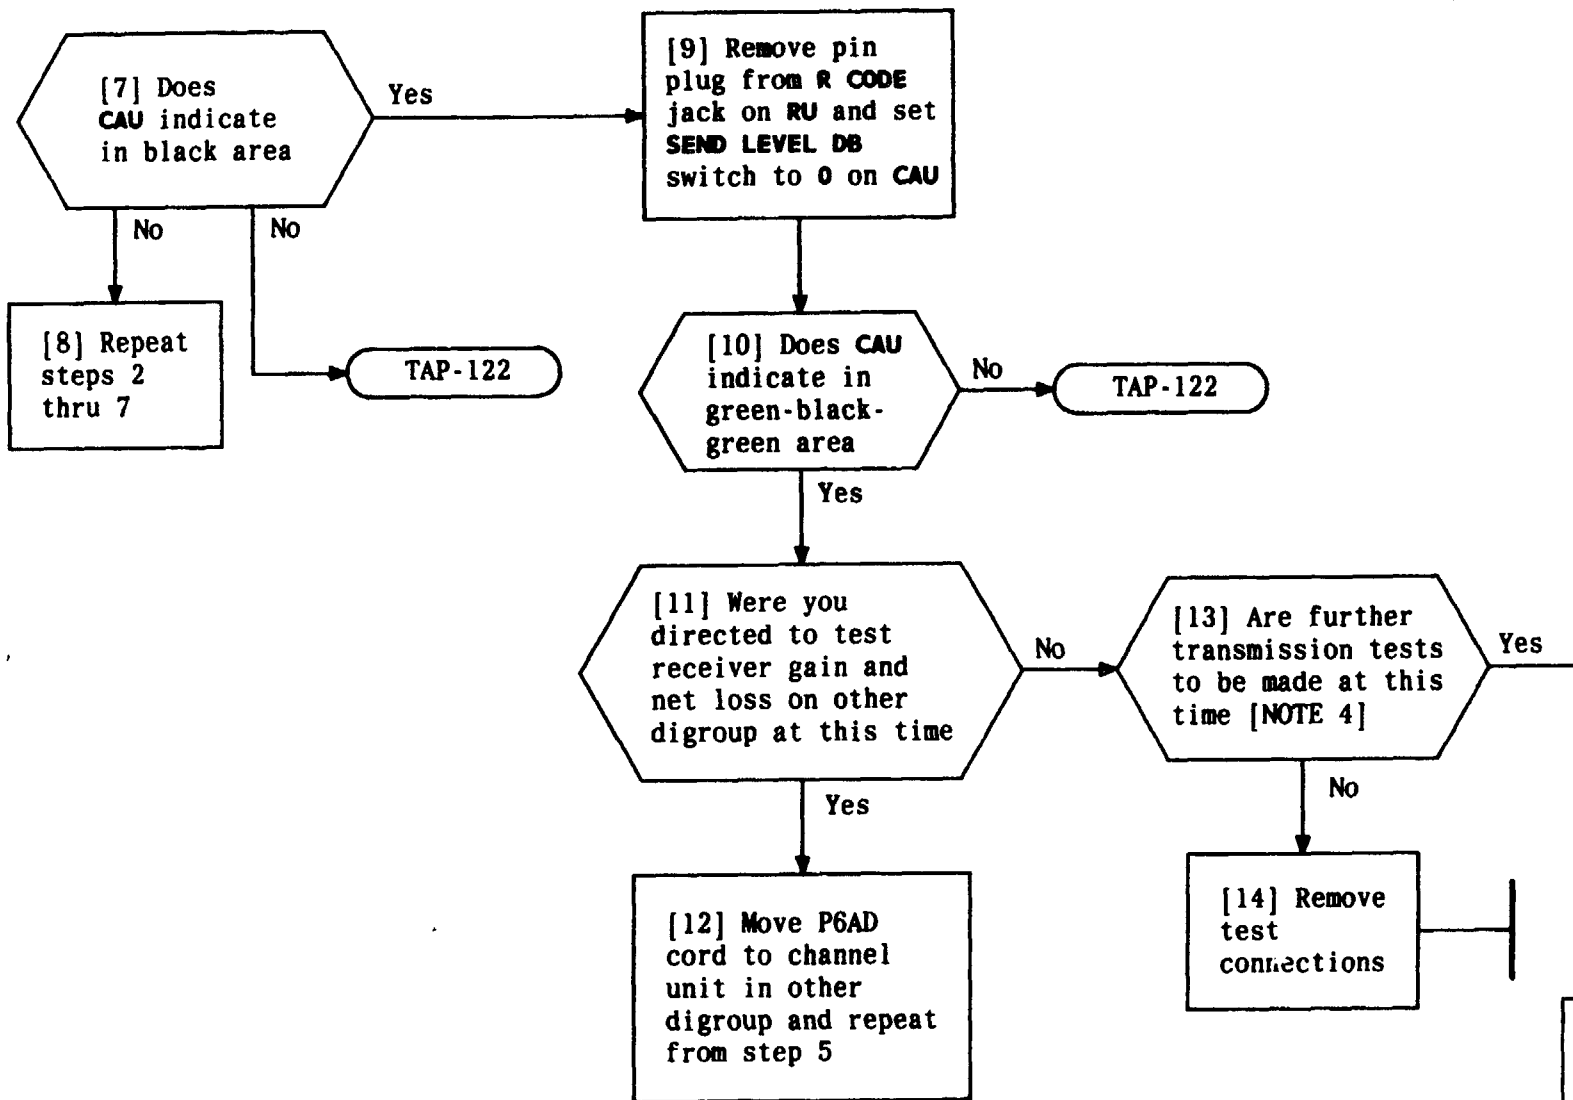 [7] Does
CAU indicate
in black area
Yes
No
No
[8] Repeat
steps 2
thru 7
TAP-122
[9] Remove pin
plug from R CODE
jack on RU and set
SEND LEVEL DB
switch to 0 on CAU
[10] Does CAU
indicate in
green-black-
green area
No
TAP-122
Yes
[11] Were you
directed to test
receiver gain and
net loss on other
digroup at this time
No
Yes
[12] Move P6AD
cord to channel
unit in other
digroup and repeat
from step 5
[13] Are further
transmission tests
to be made at this
time [NOTE 4]
Yes
No
[14] Remove
test
connections